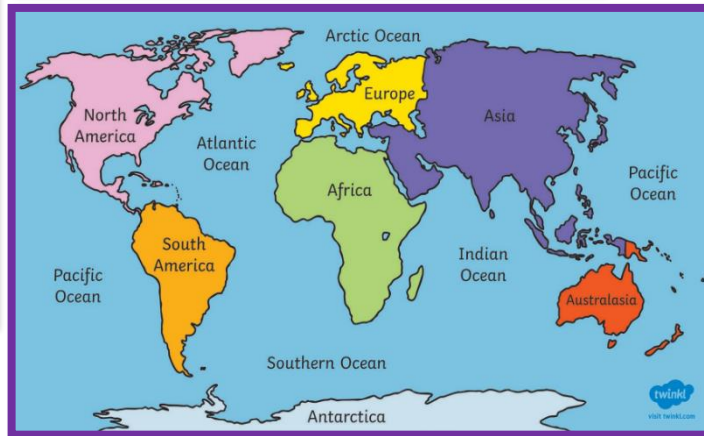 Arctic Ocean
North
America
Europe
Asia
Atlantic
Ocean
Africa
Pacific
Ocean
South
America
Indian
Ocean
Pacific
Ocean
Australasia
Southern Ocean
Antarctica
twinkl
visit twinkl.com